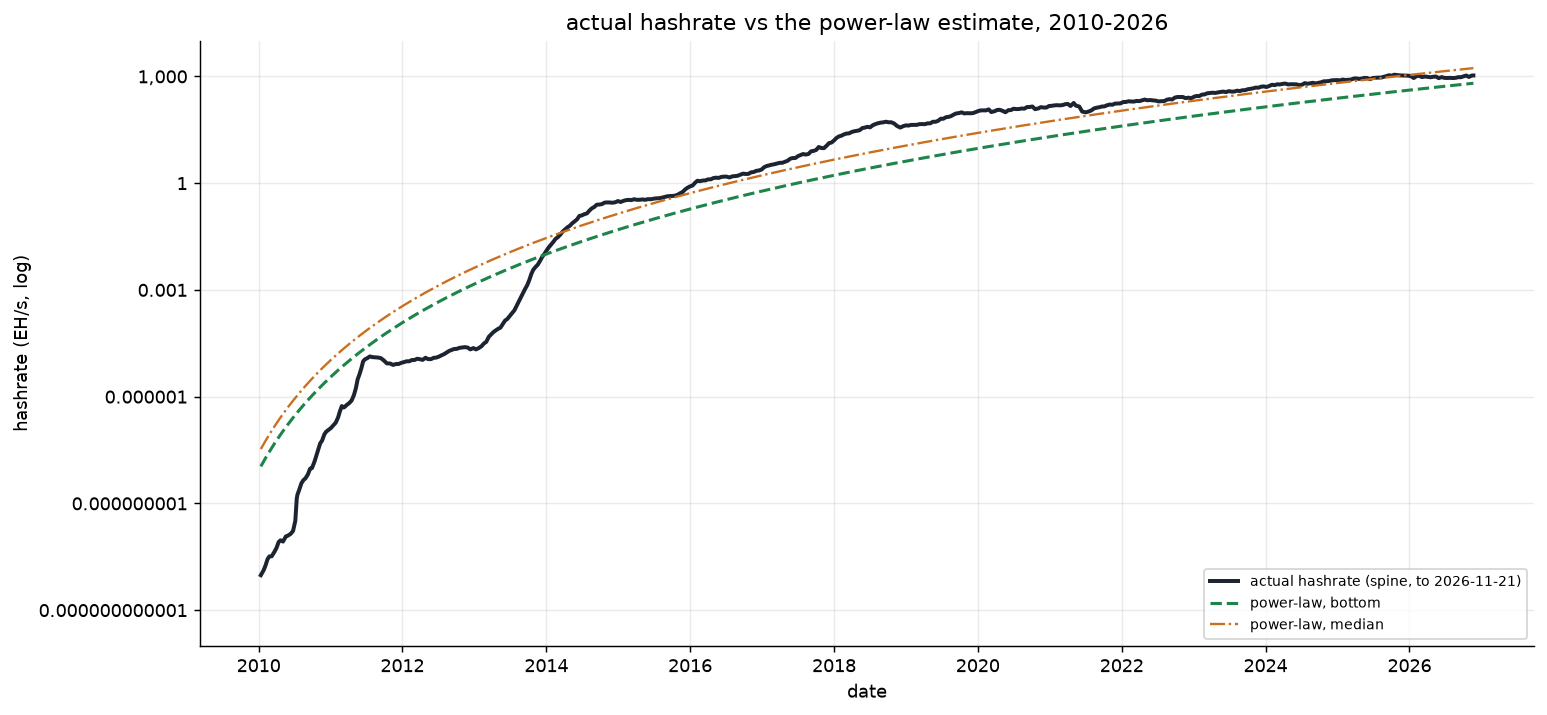 actual hashrate vs the power-law estimate, 2010-2026
hashrate (EH/s, log)
1,000
1
0.001
0.000001
0.000000001
0.000000000001
actual hashrate (spine, to 2026-11-21)
power-law, bottom
power-law, median
2010 2012 2014 2016 2018 2020 2022 2024 2026
date